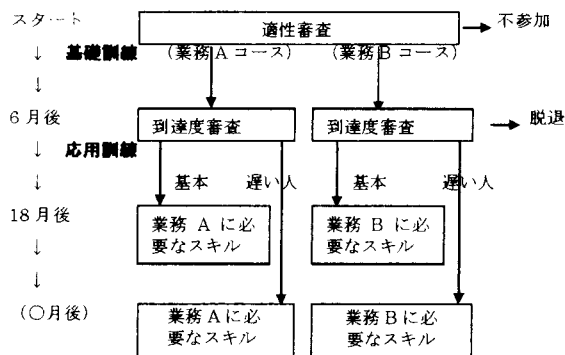 スタート
適性審査
不参加
↓ 基礎訓練 (業務Aコース) (業務Bコース)
↓
6月後
到達度審査
到達度審査
脱退
↓ 応用訓練
↓ 基本 遅い人 基本 遅い人
18月後
業務 A に必
要なスキル
業務 B に必
要なスキル
↓
↓
(○月後)
業務Aに必
要なスキル
業務Bに必
要なスキル